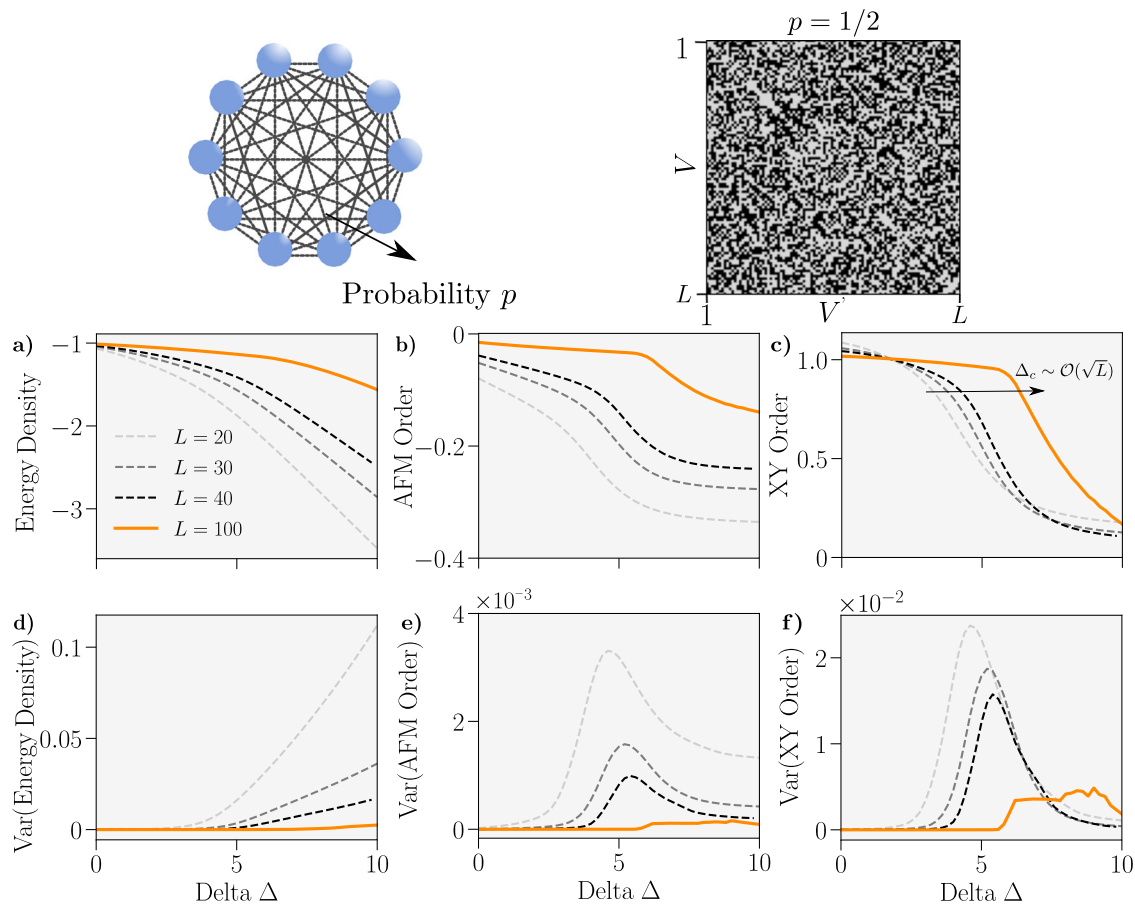 p = 1/2
1
V
L
1
V'
L
Probability p
a)
−1
−2
−3
Energy Density
L = 20
L = 30
L = 40
L = 100
0
5
10
b)
0
−0.2
−0.4
AFM Order
c)
1.0
0.5
0
XY Order
Δc ∼ 𝒪(√L)
d)
0.1
0.05
0
Var(Energy Density)
0
5
10
Delta Δ
e)
×10⁻³
4
2
0
Var(AFM Order)
0
5
10
Delta Δ
f)
×10⁻²
2
1
0
Var(XY Order)
0
5
10
Delta Δ